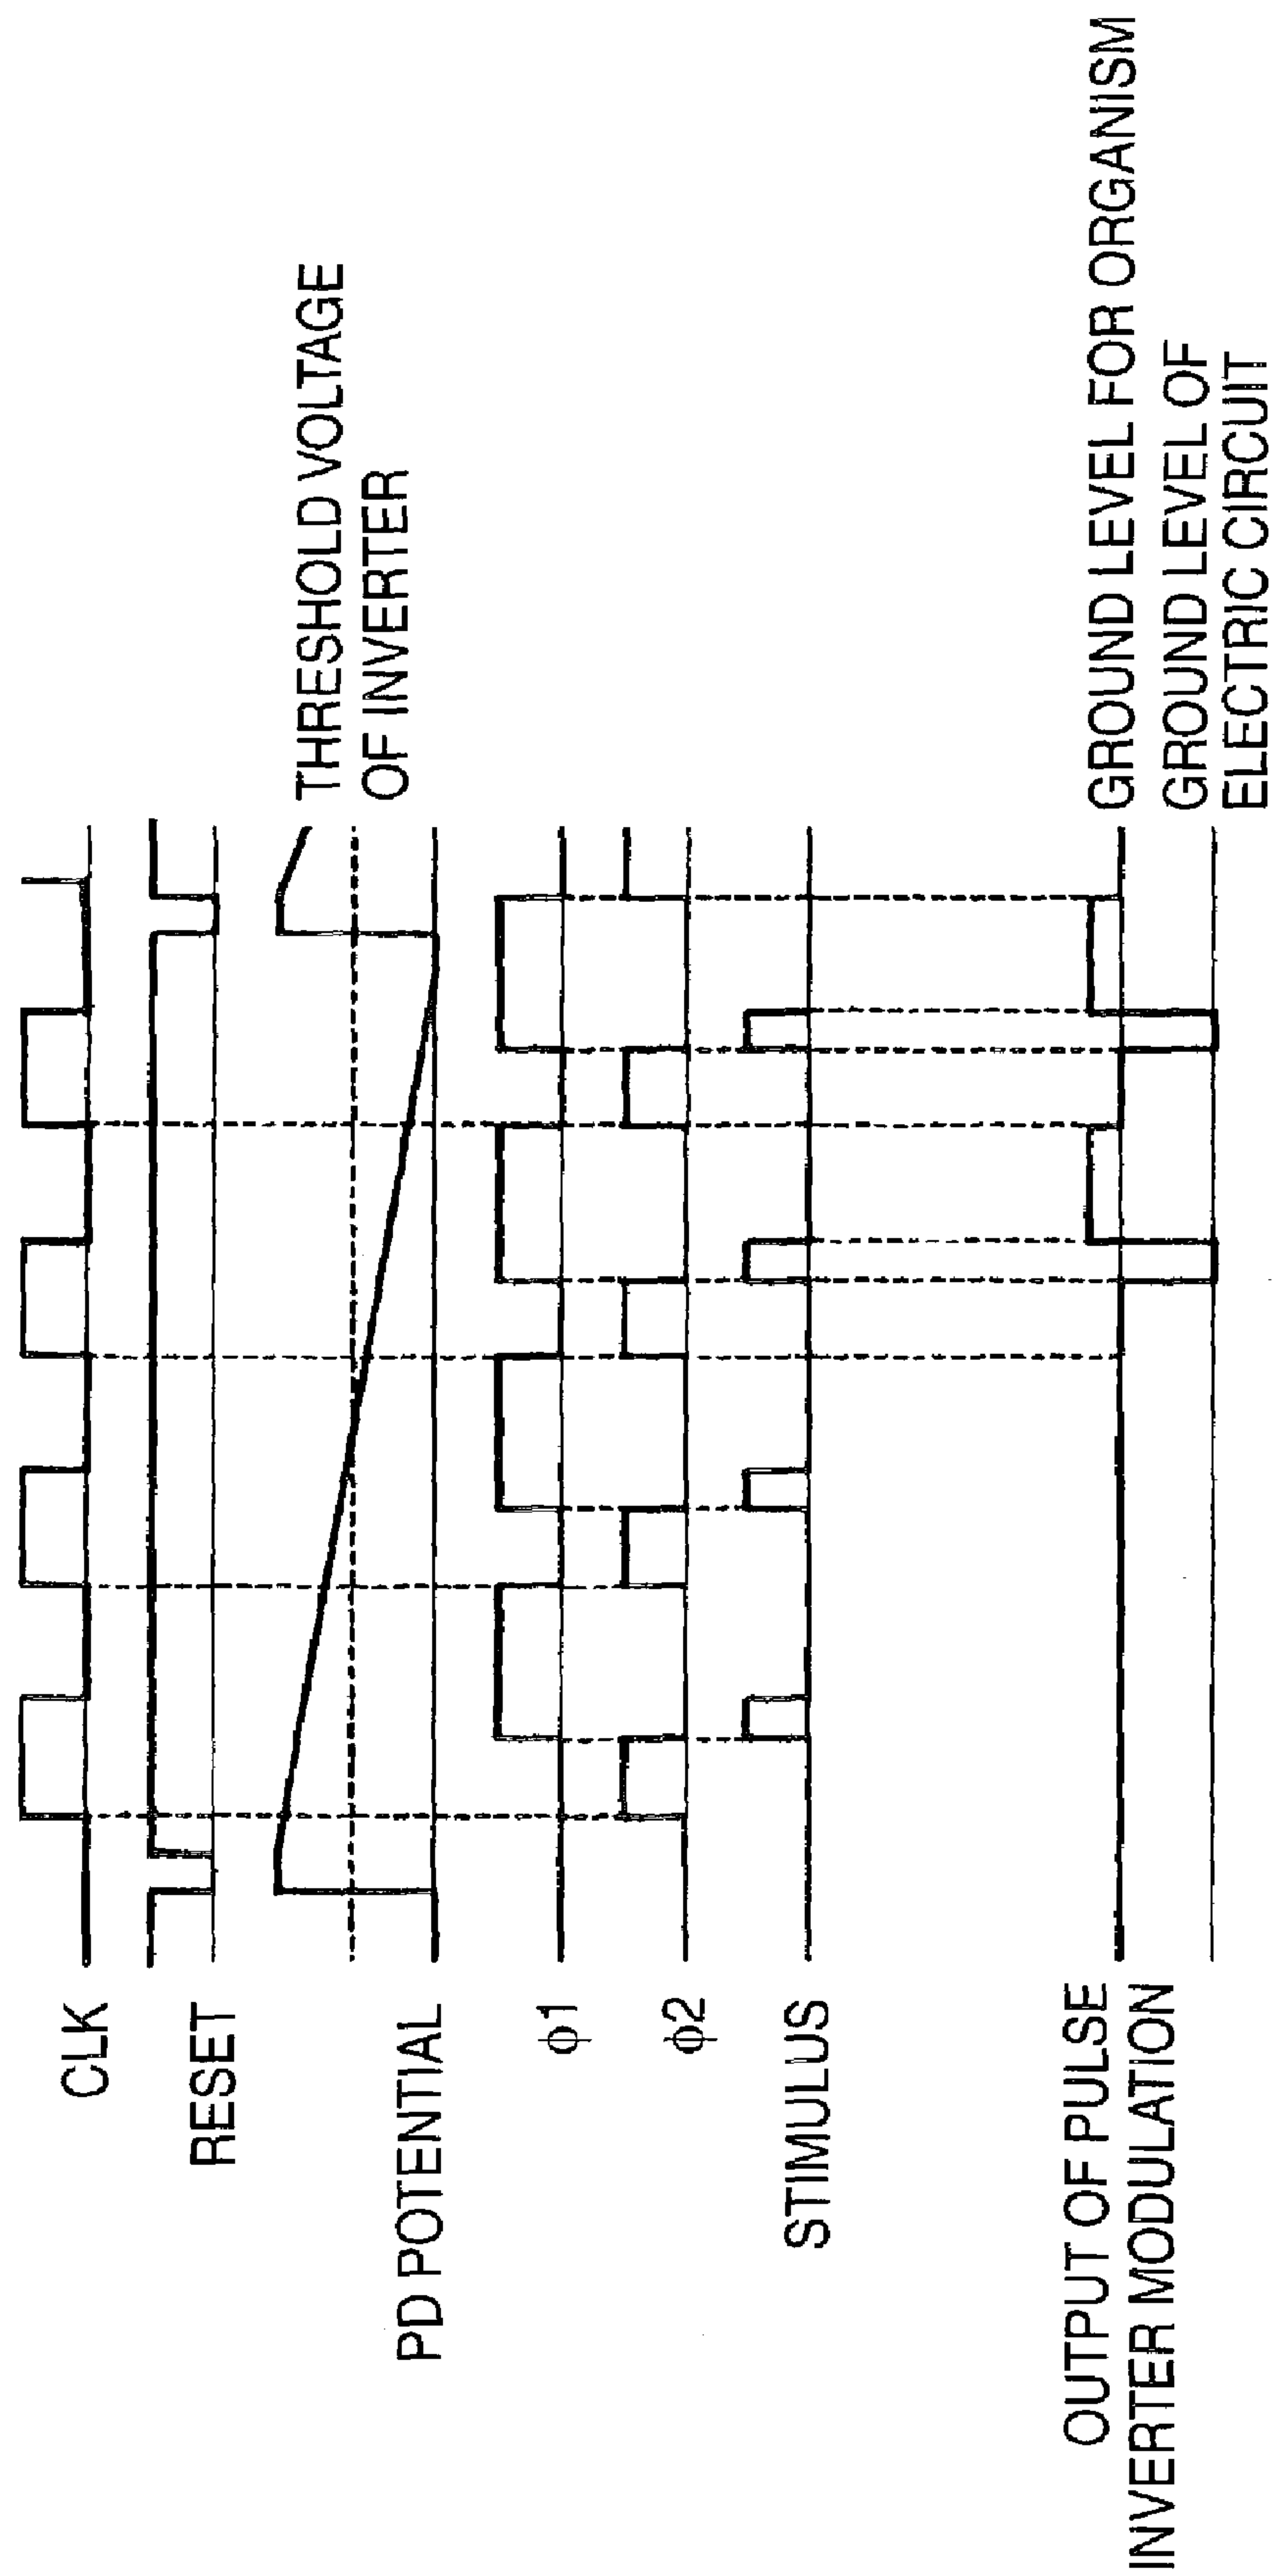 CLK
RESET
THRESHOLD VOLTAGE
OF INVERTER
PD POTENTIAL
ϕ1
ϕ2
STIMULUS
OUTPUT OF PULSE
INVERTER MODULATION
GROUND LEVEL FOR ORGANISM
GROUND LEVEL OF
ELECTRIC CIRCUIT